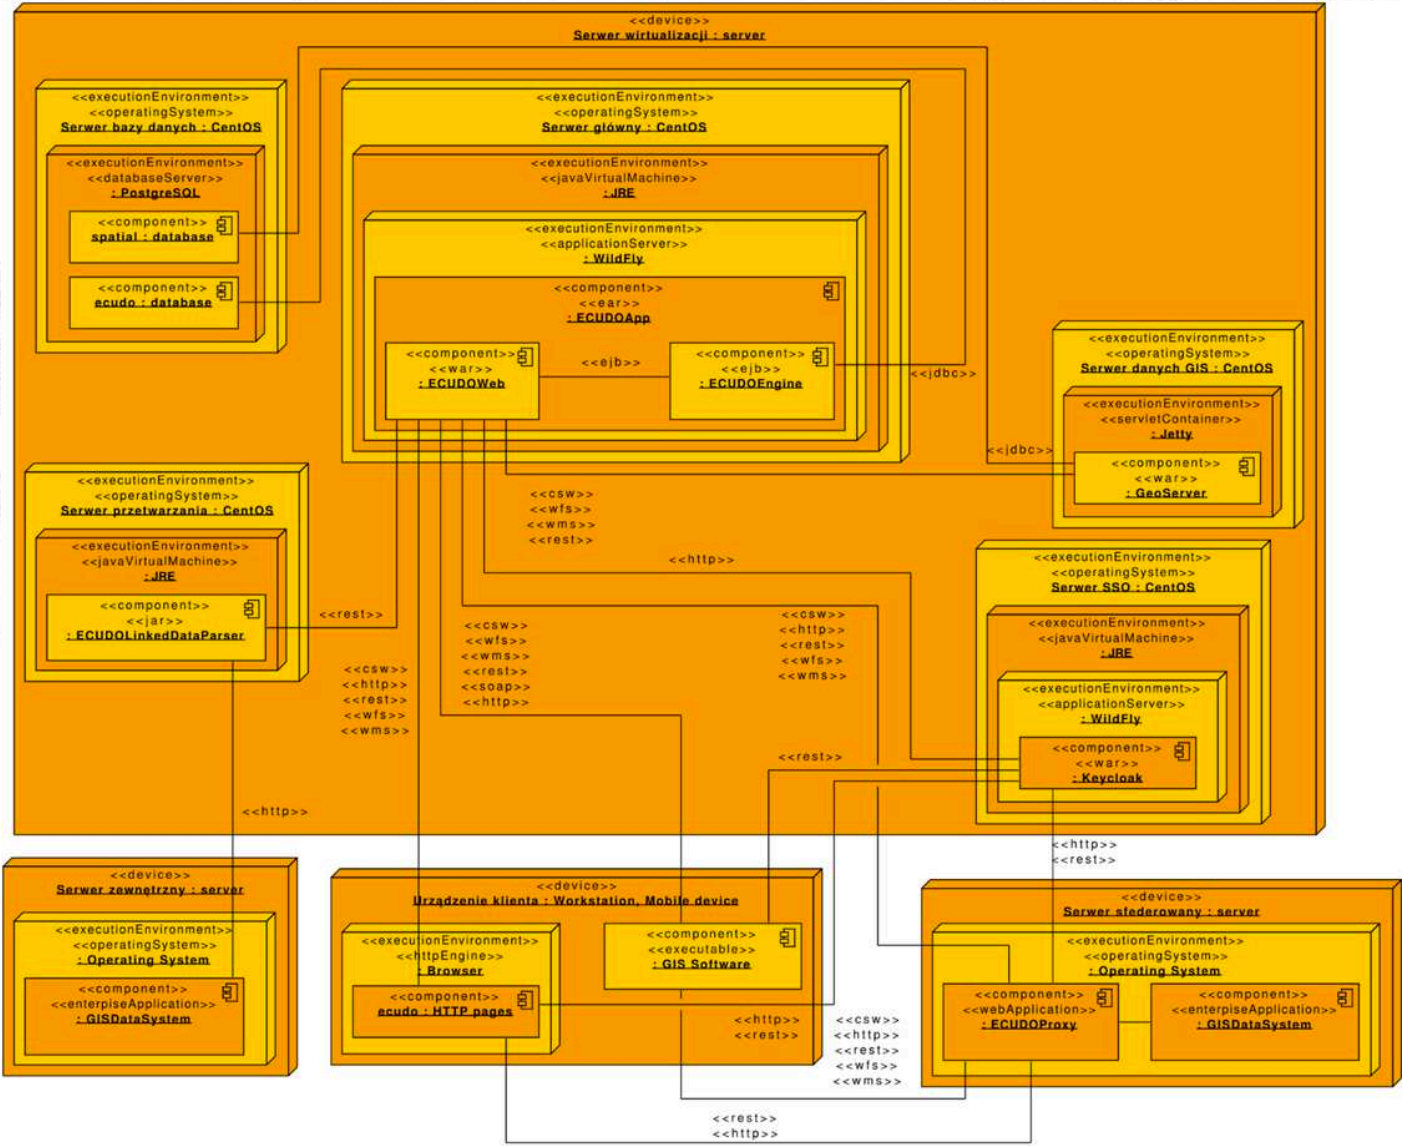 <<device>>
Serwer wirtualizacji : server
<<executionEnvironment>>
<<operatingSystem>>
Serwer bazy danych : CentOS
<<executionEnvironment>>
<<databaseServer>>
: PostgreSQL
<<component>>
spatial : database
<<component>>
ecudo : database
<<executionEnvironment>>
<<operatingSystem>>
Serwer główny : CentOS
<<executionEnvironment>>
<<javaVirtualMachine>>
: JRE
<<executionEnvironment>>
<<applicationServer>>
: WildFly
<<component>>
<<ear>>
: ECUDOApp
<<component>>
<<war>>
: ECUDOWeb
<<ejb>>
<<component>>
<<ejb>>
: ECUDOEngine
<<jdbc>>
<<executionEnvironment>>
<<operatingSystem>>
Serwer danych GIS : CentOS
<<executionEnvironment>>
<<servletContainer>>
: Jetty
<<jdbc>>
<<component>>
<<war>>
: GeoServer
<<executionEnvironment>>
<<operatingSystem>>
Serwer przetwarzania : CentOS
<<executionEnvironment>>
<<javaVirtualMachine>>
: JRE
<<component>>
<<jar>>
: ECUDOLinkedDataParser
<<rest>>
<<csw>>
<<wfs>>
<<wms>>
<<rest>>
<<http>>
<<executionEnvironment>>
<<operatingSystem>>
Serwer SSO : CentOS
<<executionEnvironment>>
<<javaVirtualMachine>>
: JRE
<<executionEnvironment>>
<<applicationServer>>
: WildFly
<<component>>
<<war>>
: Keycloak
<<csw>>
<<wfs>>
<<wms>>
<<rest>>
<<soap>>
<<http>>
<<csw>>
<<http>>
<<rest>>
<<wfs>>
<<wms>>
<<csw>>
<<http>>
<<rest>>
<<wfs>>
<<wms>>
<<rest>>
<<http>>
<<http>>
<<rest>>
<<device>>
Serwer zewnętrzny : server
<<executionEnvironment>>
<<operatingSystem>>
: Operating System
<<component>>
<<enterpiseApplication>>
: GISDataSystem
<<device>>
Urządzenie klienta : Workstation, Mobile device
<<executionEnvironment>>
<<httpEngine>>
: Browser
<<component>>
ecudo : HTTP pages
<<component>>
<<executable>>
: GIS Software
<<http>>
<<rest>>
<<csw>>
<<http>>
<<rest>>
<<wfs>>
<<wms>>
<<device>>
Serwer sfederowany : server
<<executionEnvironment>>
<<operatingSystem>>
: Operating System
<<component>>
<<webApplication>>
: ECUDOProxy
<<component>>
<<enterpiseApplication>>
: GISDataSystem
<<rest>>
<<http>>